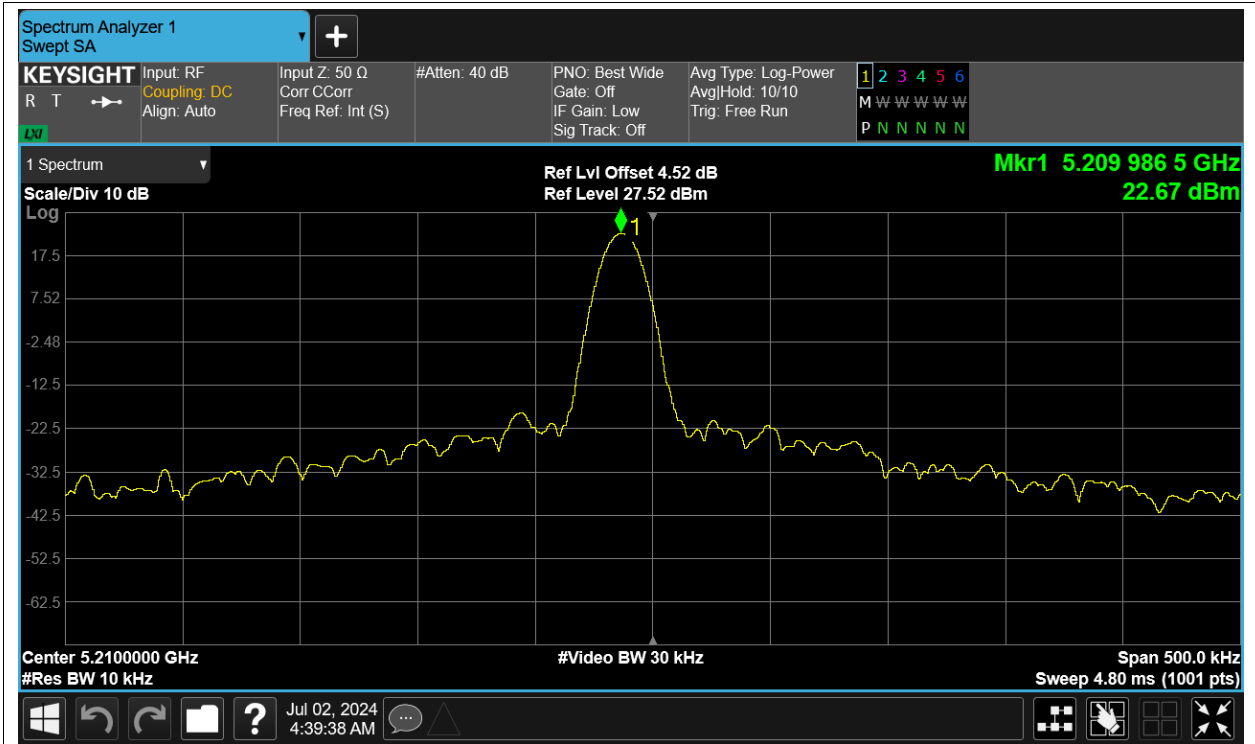 Spectrum Analyzer 1
Swept SA
+
KEYSIGHT Input: RF Input Z: 50 Ω #Atten: 40 dB PNO: Best Wide Avg Type: Log-Power 1 2 3 4 5 6
R T Coupling: DC Corr CCorr Gate: Off Avg|Hold: 10/10 M W W W W W
Align: Auto Freq Ref: Int (S) IF Gain: Low Trig: Free Run
LXI Sig Track: Off P N N N N N
1 Spectrum Ref Lvl Offset 4.52 dB Mkr1 5.209 986 5 GHz
Scale/Div 10 dB Ref Level 27.52 dBm 22.67 dBm
Log
1
17.5
7.52
-2.48
-12.5
-22.5
-32.5
-42.5
-52.5
-62.5
Center 5.2100000 GHz #Video BW 30 kHz Span 500.0 kHz
#Res BW 10 kHz Sweep 4.80 ms (1001 pts)
? Jul 02, 2024
4:39:38 AM